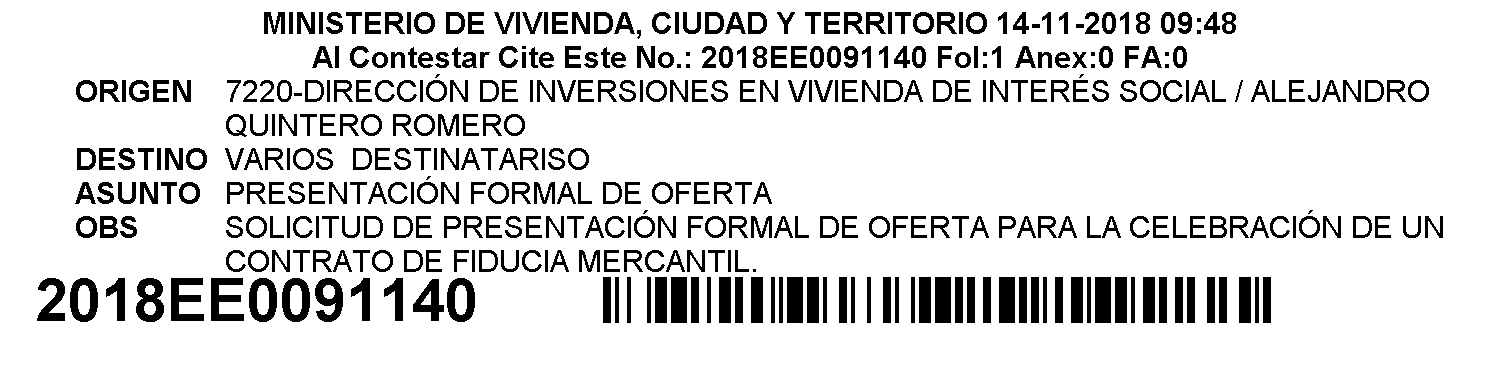 MINISTERIO DE VIVIENDA, CIUDAD Y TERRITORIO 14-11-2018 09:48
Al Contestar Cite Este No.: 2018EE0091140 Fol:1 Anex:0 FA:0
ORIGEN 7220-DIRECCIÓN DE INVERSIONES EN VIVIENDA DE INTERÉS SOCIAL / ALEJANDRO
QUINTERO ROMERO
DESTINO VARIOS DESTINATARISO
ASUNTO PRESENTACIÓN FORMAL DE OFERTA
OBS SOLICITUD DE PRESENTACIÓN FORMAL DE OFERTA PARA LA CELEBRACIÓN DE UN
CONTRATO DE FIDUCIA MERCANTIL.
2018EE0091140